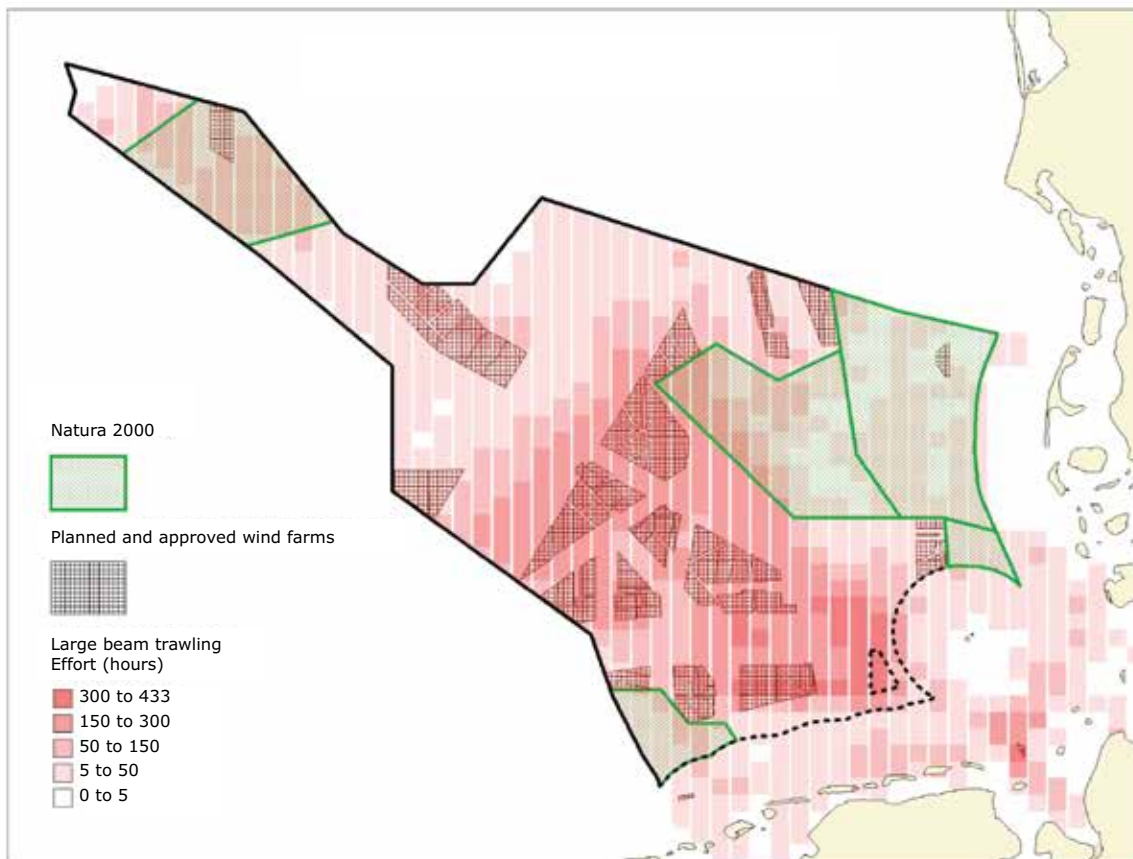 Natura 2000
Planned and approved wind farms
Large beam trawling
Effort (hours)
300 to 433
150 to 300
50 to 150
5 to 50
0 to 5